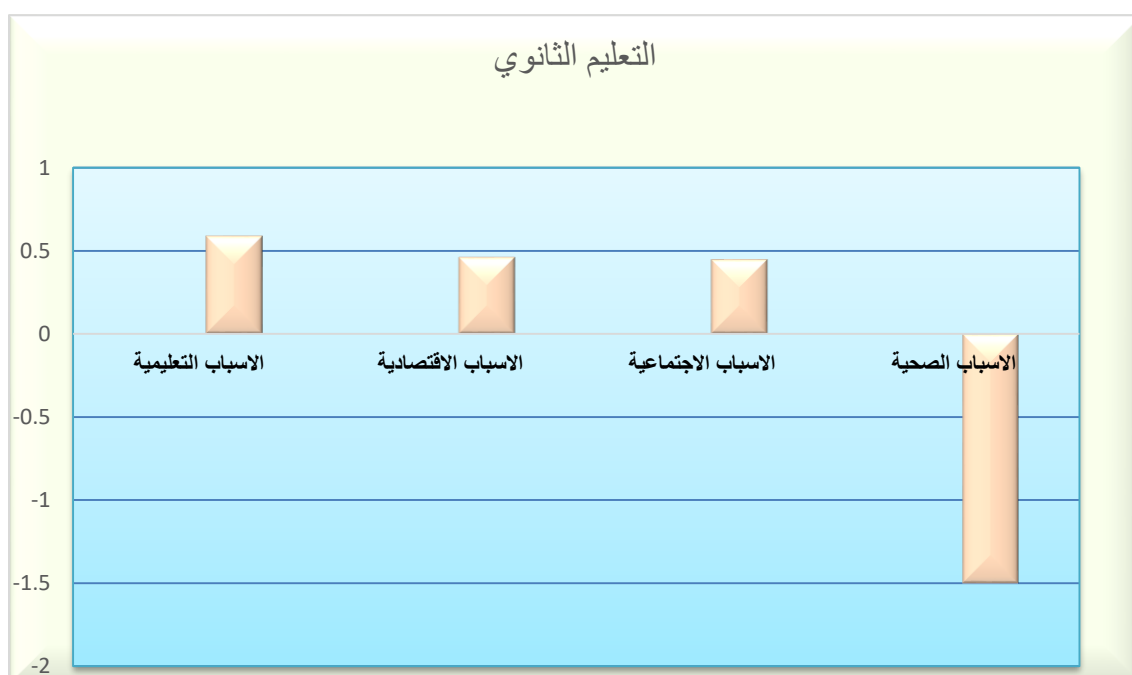 التعليم الثانوي
1
0.5
0
الاسباب التعليمية
الاسباب الاقتصادية
الاسباب الاجتماعية
الاسباب الصحية
-0.5
-1
-1.5
-2